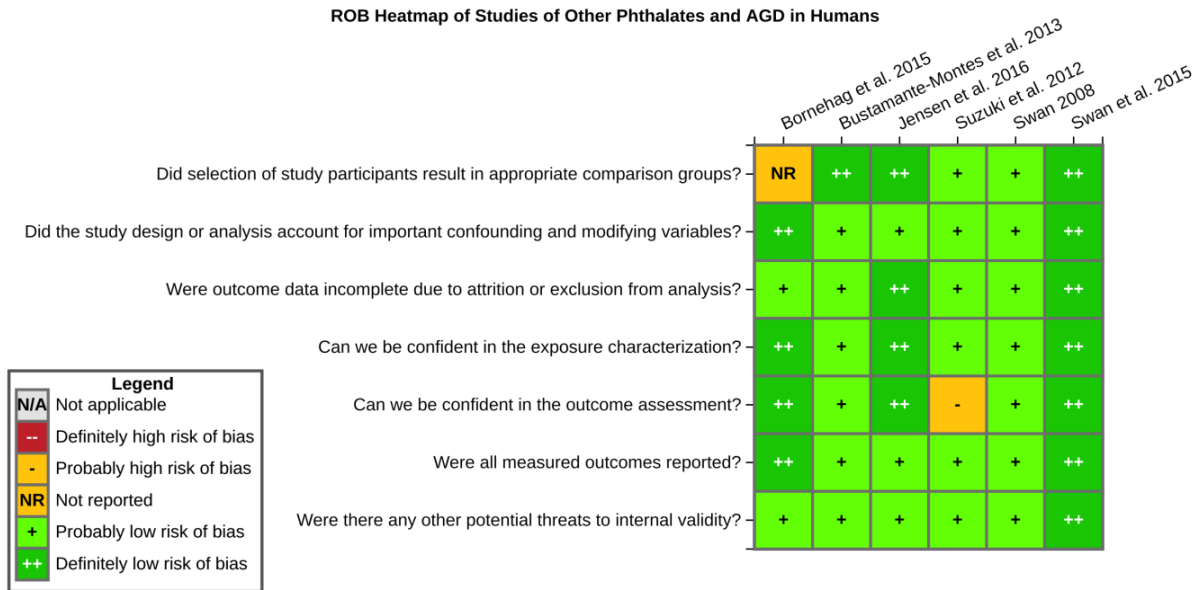 ROB Heatmap of Studies of Other Phthalates and AGD in Humans
Bornehag et al. 2015
Bustamante-Montes et al. 2013
Jensen et al. 2016
Suzuki et al. 2012
Swan 2008
Swan et al. 2015
Did selection of study participants result in appropriate comparison groups? NR ++ ++ + + ++
Did the study design or analysis account for important confounding and modifying variables? ++ + + + + ++
Were outcome data incomplete due to attrition or exclusion from analysis? + + ++ + + ++
Can we be confident in the exposure characterization? ++ + ++ + + ++
Can we be confident in the outcome assessment? ++ + ++ - + ++
Were all measured outcomes reported? ++ + + + + ++
Were there any other potential threats to internal validity? + + + + + ++
Legend
N/A Not applicable
-- Definitely high risk of bias
- Probably high risk of bias
NR Not reported
+ Probably low risk of bias
++ Definitely low risk of bias